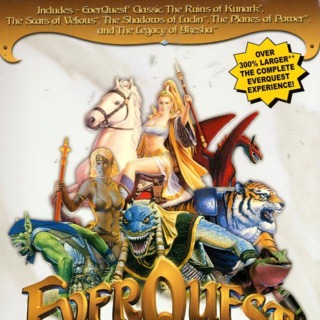 Includes - EverQuest® Classic, The Ruins of Kunark®,
The Scars of Velious™, The Shadows of Luclin™, The Planes of Power™,
and The Legacy of Ykesha™
OVER
300% LARGER**
THE COMPLETE
EVERQUEST
EXPERIENCE!
EVERQUEST